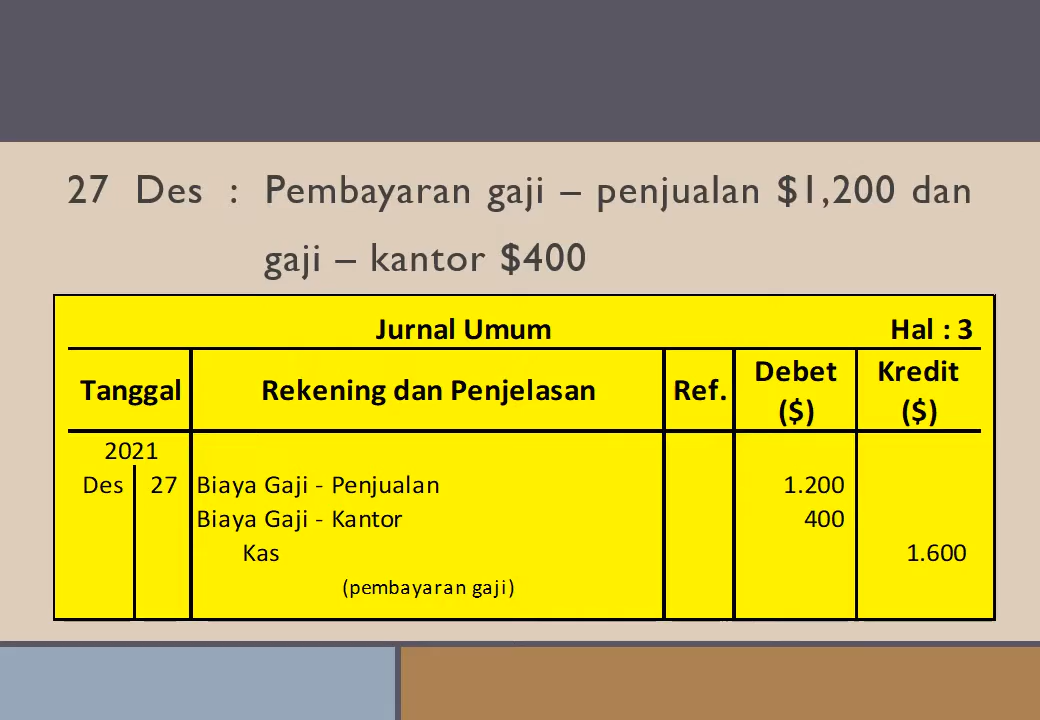 27 Des : Pembayaran gaji – penjualan $1,200 dan
gaji – kantor $400
Jurnal Umum Hal : 3
Tanggal Rekening dan Penjelasan Ref. Debet ($) Kredit ($)
2021
Des 27 Biaya Gaji - Penjualan 1.200
Biaya Gaji - Kantor 400
Kas 1.600
(pembayaran gaji)